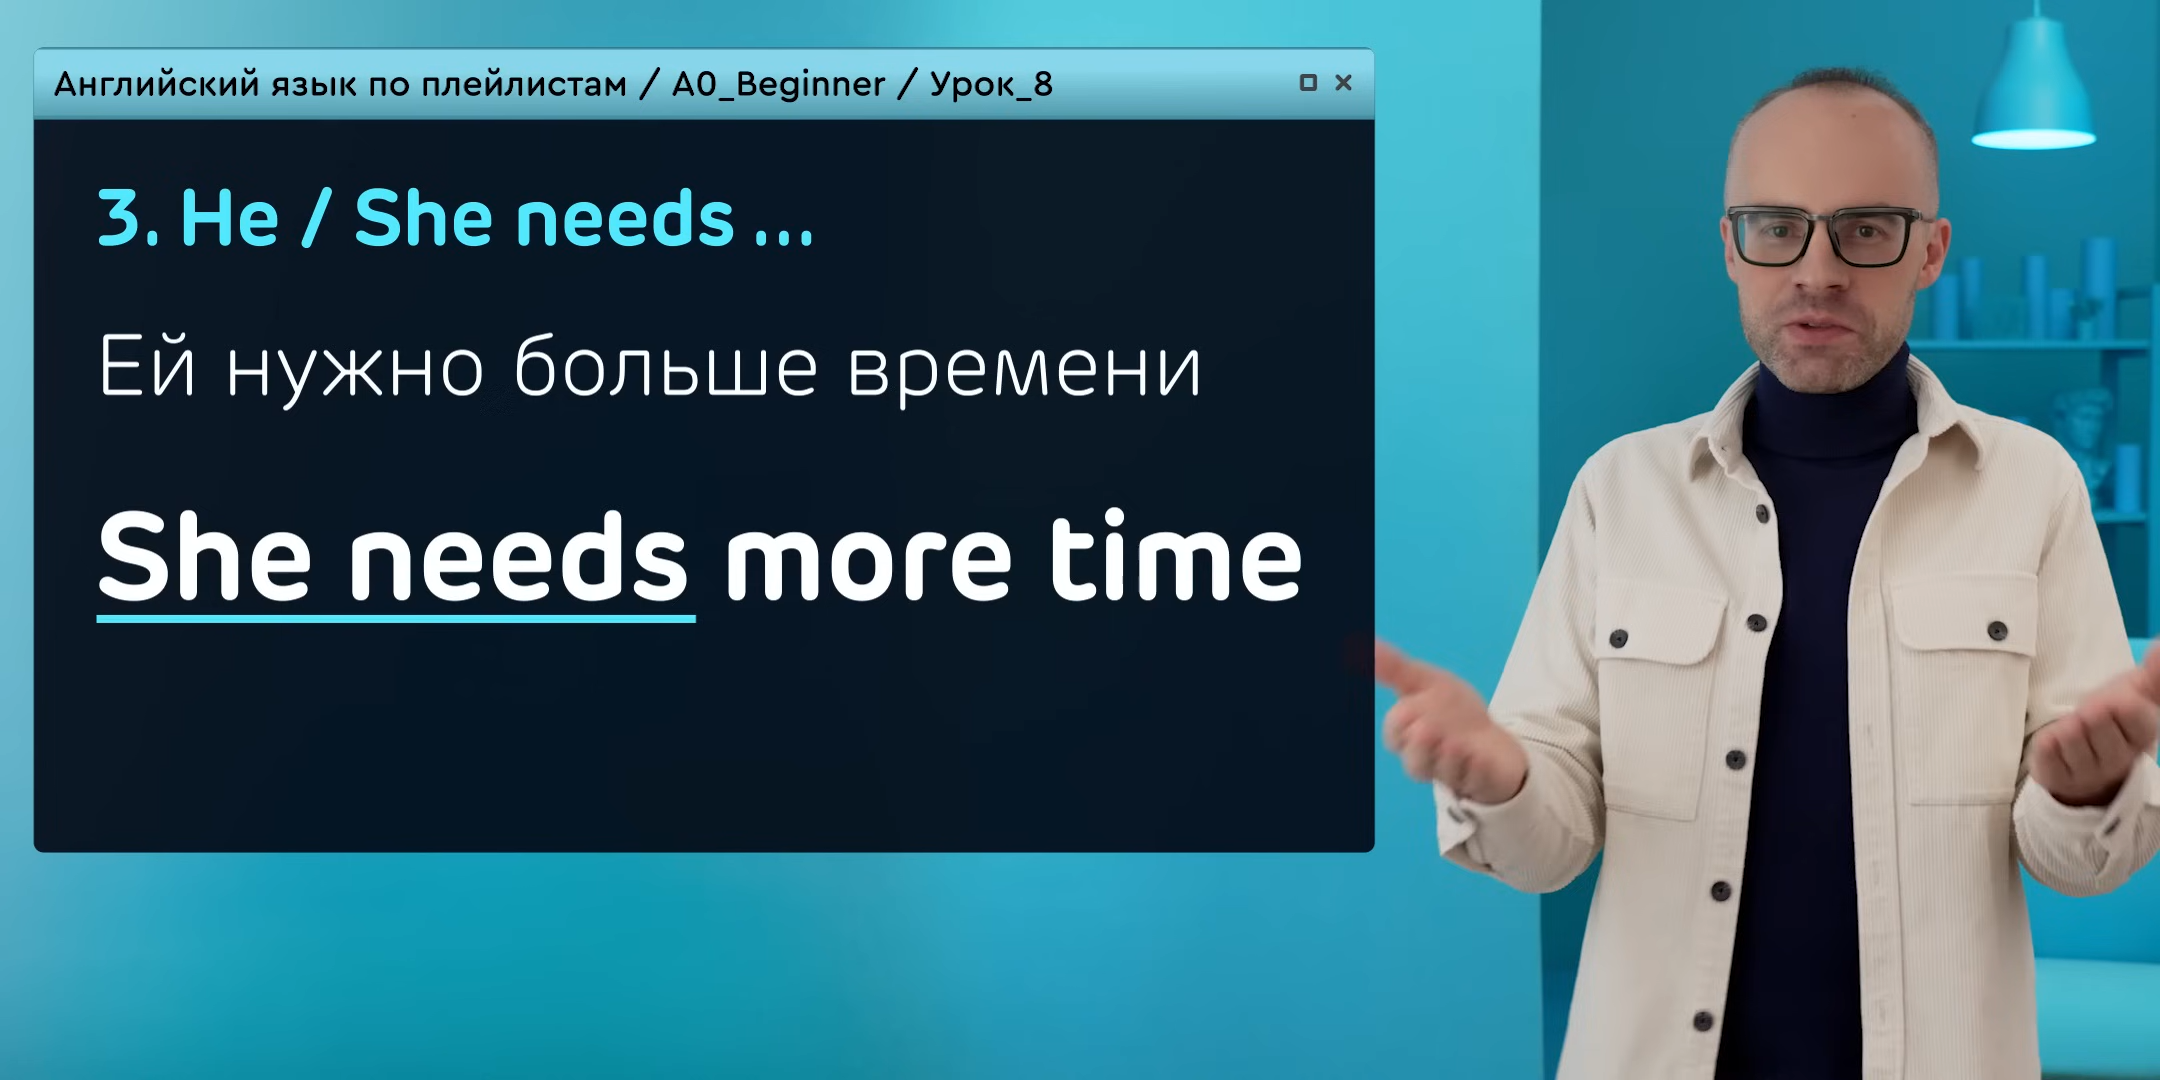 Английский язык по плейлистам / A0_Beginner / Урок_8
3. He / She needs ...
Ей нужно больше времени
She needs more time